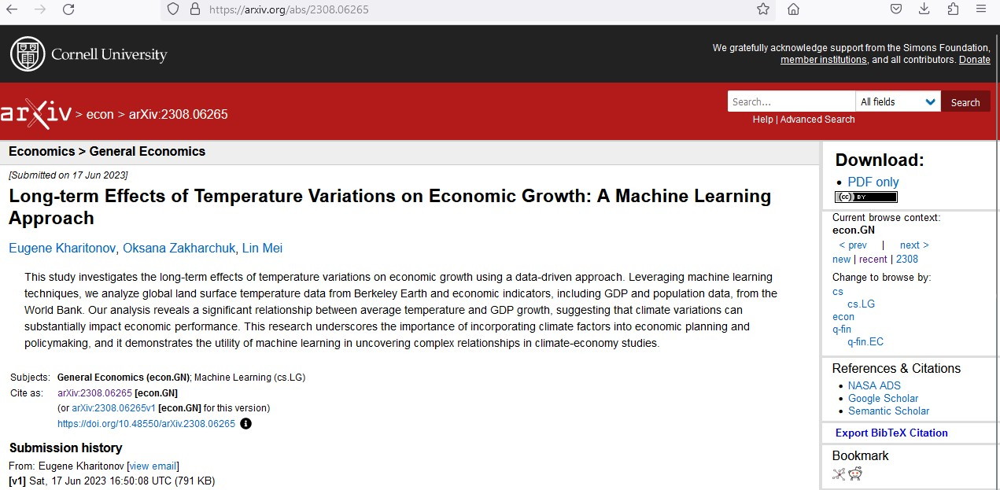 https://arxiv.org/abs/2308.06265
Cornell University
We gratefully acknowledge support from the Simons Foundation,
member institutions, and all contributors. Donate
arXiv > econ > arXiv:2308.06265
Search...
All fields
Search
Help | Advanced Search
Economics > General Economics
[Submitted on 17 Jun 2023]
Long-term Effects of Temperature Variations on Economic Growth: A Machine Learning
Approach
Eugene Kharitonov, Oksana Zakharchuk, Lin Mei
This study investigates the long-term effects of temperature variations on economic growth using a data-driven approach. Leveraging machine learning
techniques, we analyze global land surface temperature data from Berkeley Earth and economic indicators, including GDP and population data, from the
World Bank. Our analysis reveals a significant relationship between average temperature and GDP growth, suggesting that climate variations can
substantially impact economic performance. This research underscores the importance of incorporating climate factors into economic planning and
policymaking, and it demonstrates the utility of machine learning in uncovering complex relationships in climate-economy studies.
Subjects: General Economics (econ.GN); Machine Learning (cs.LG)
Cite as: arXiv:2308.06265 [econ.GN]
(or arXiv:2308.06265v1 [econ.GN] for this version)
https://doi.org/10.48550/arXiv.2308.06265
Submission history
From: Eugene Kharitonov [view email]
[v1] Sat, 17 Jun 2023 16:50:08 UTC (791 KB)
Download:
PDF only
(cc) BY
Current browse context:
econ.GN
< prev | next >
new | recent | 2308
Change to browse by:
cs
cs.LG
econ
q-fin
q-fin.EC
References & Citations
NASA ADS
Google Scholar
Semantic Scholar
Export BibTeX Citation
Bookmark